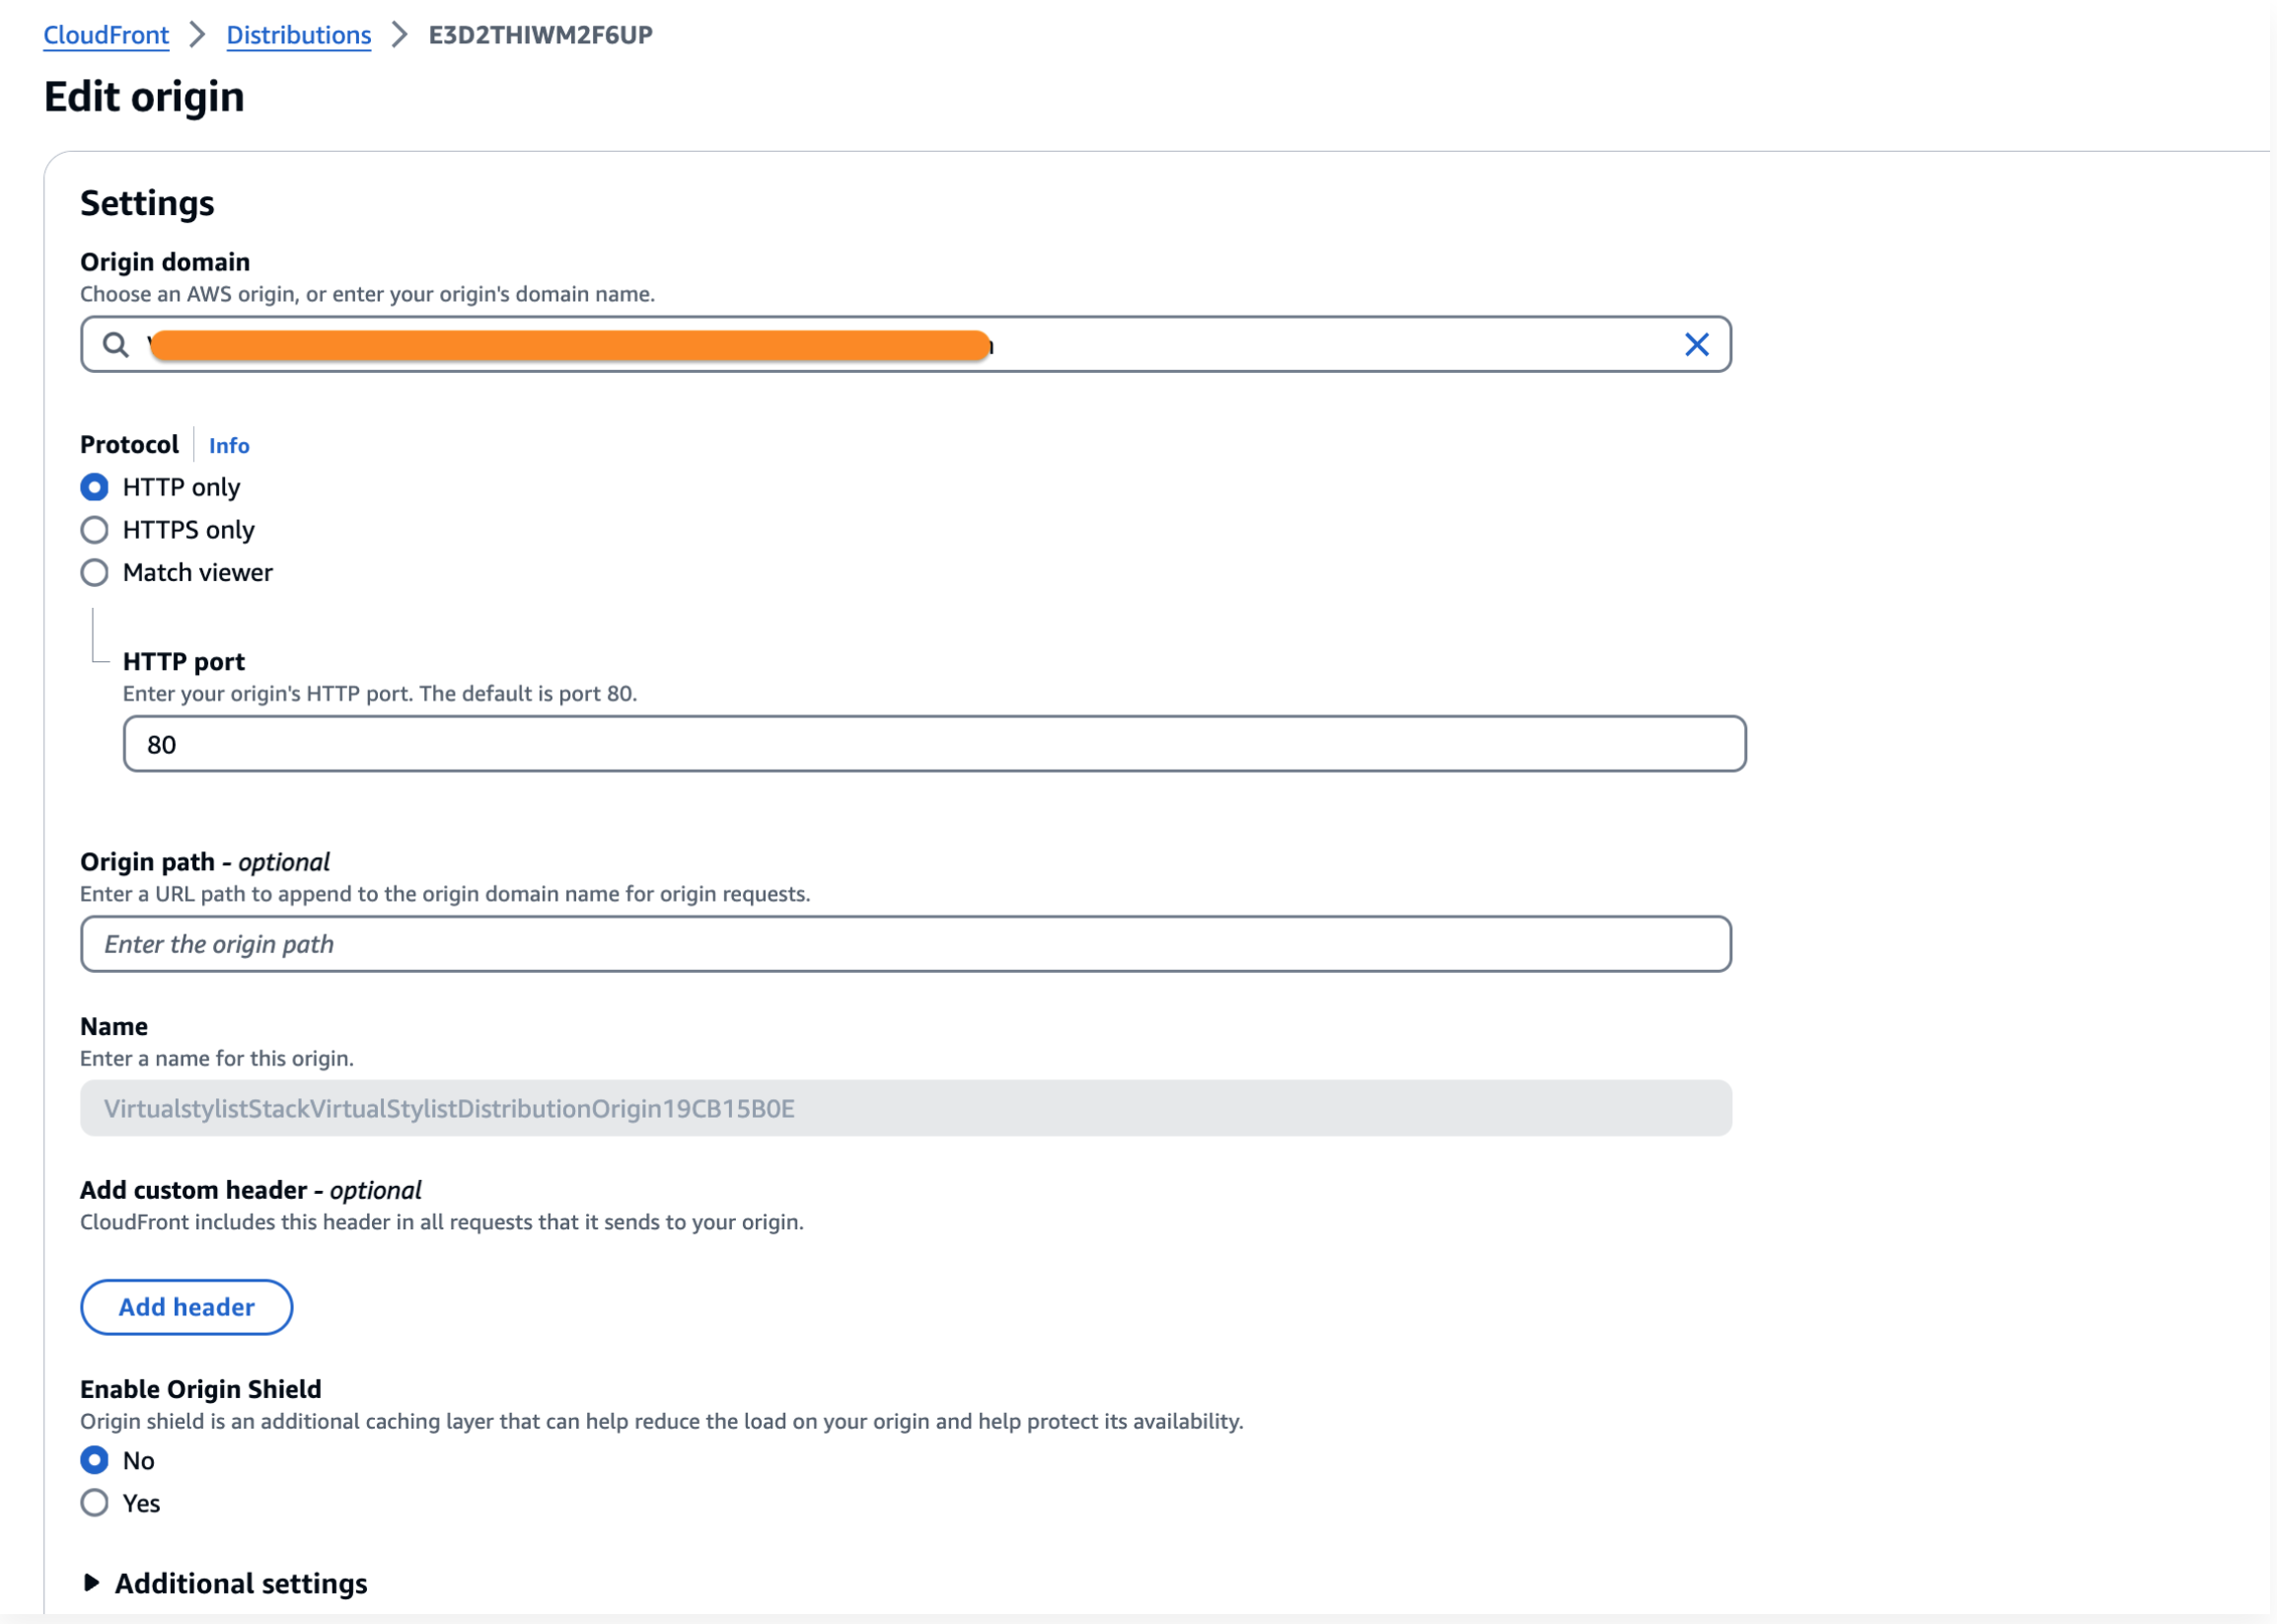 CloudFront > Distributions > E3D2THIWM2F6UP
Edit origin
Settings
Origin domain
Choose an AWS origin, or enter your origin's domain name.
Protocol Info
HTTP only
HTTPS only
Match viewer
HTTP port
Enter your origin's HTTP port. The default is port 80.
80
Origin path - optional
Enter a URL path to append to the origin domain name for origin requests.
Enter the origin path
Name
Enter a name for this origin.
VirtualstylistStackVirtualStylistDistributionOrigin19CB15B0E
Add custom header - optional
CloudFront includes this header in all requests that it sends to your origin.
Add header
Enable Origin Shield
Origin shield is an additional caching layer that can help reduce the load on your origin and help protect its availability.
No
Yes
Additional settings